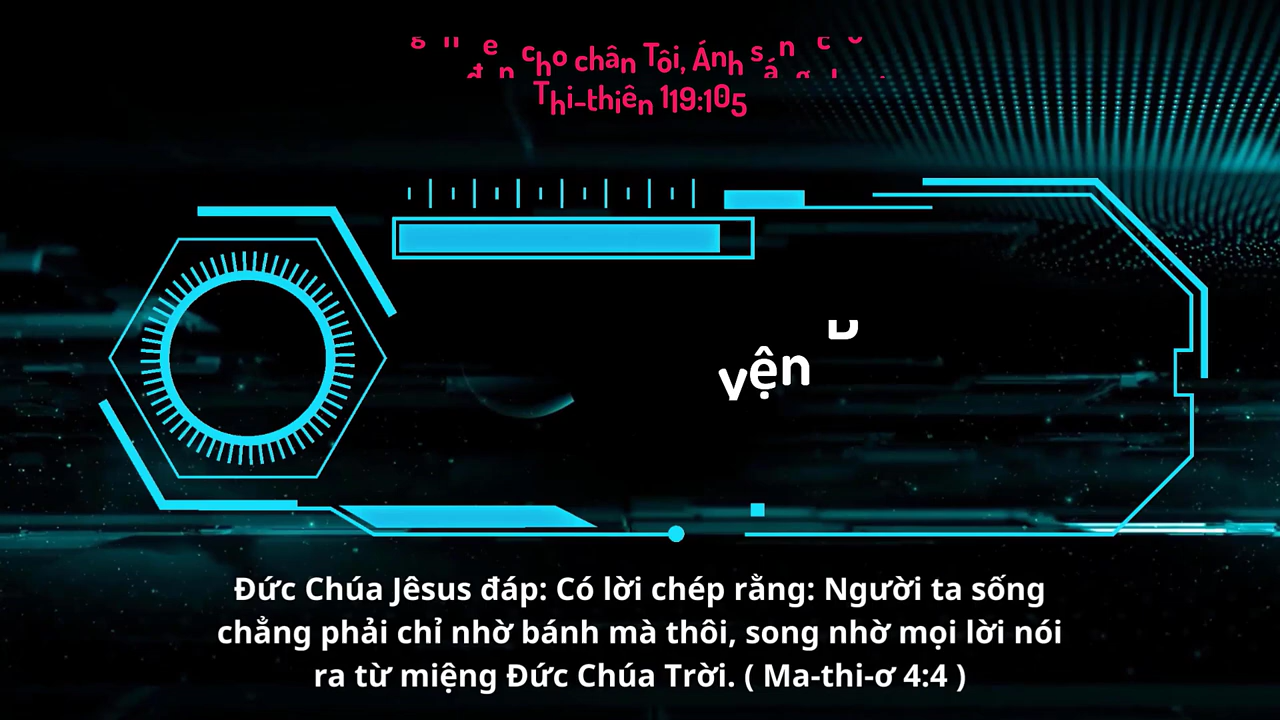 cho chân Tôi, Ánh
Thi-thiên 119:105
vện
Đức Chúa Jêsus đáp: Có lời chép rằng: Người ta sống
chẳng phải chỉ nhờ bánh mà thôi, song nhờ mọi lời nói
ra từ miệng Đức Chúa Trời. ( Ma-thi-ơ 4:4 )